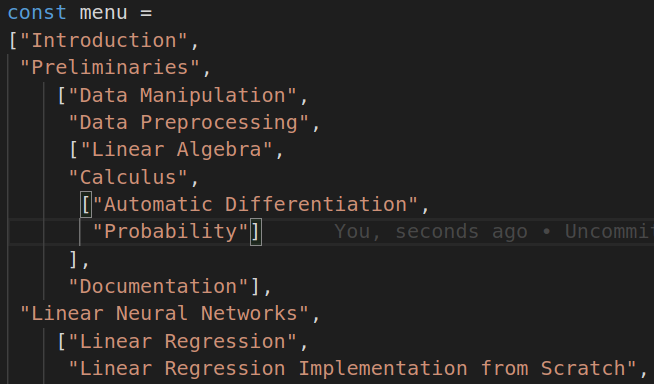 const menu =
["Introduction",
"Preliminaries",
["Data Manipulation",
"Data Preprocessing",
["Linear Algebra",
"Calculus",
["Automatic Differentiation",
"Probability"] You, seconds ago • Uncommi
],
"Documentation"],
"Linear Neural Networks",
["Linear Regression",
"Linear Regression Implementation from Scratch",